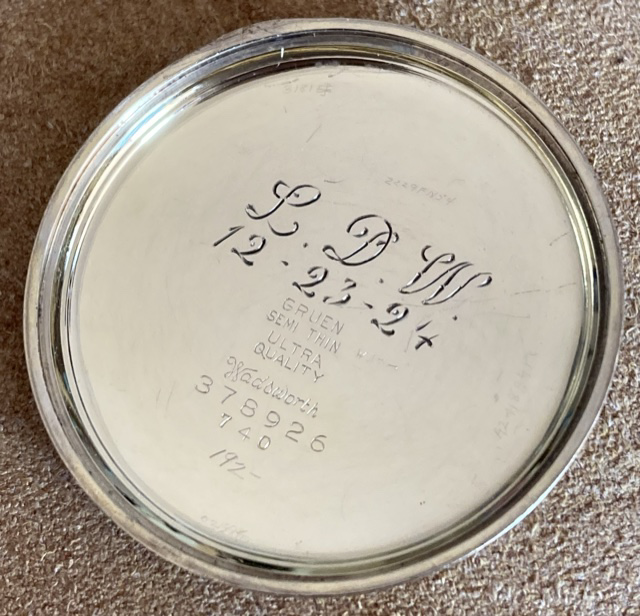 L. D. W.
12-23-24
GRUEN
SEMI THIN
ULTRA
QUALITY
Wadsworth
378926
740
192-